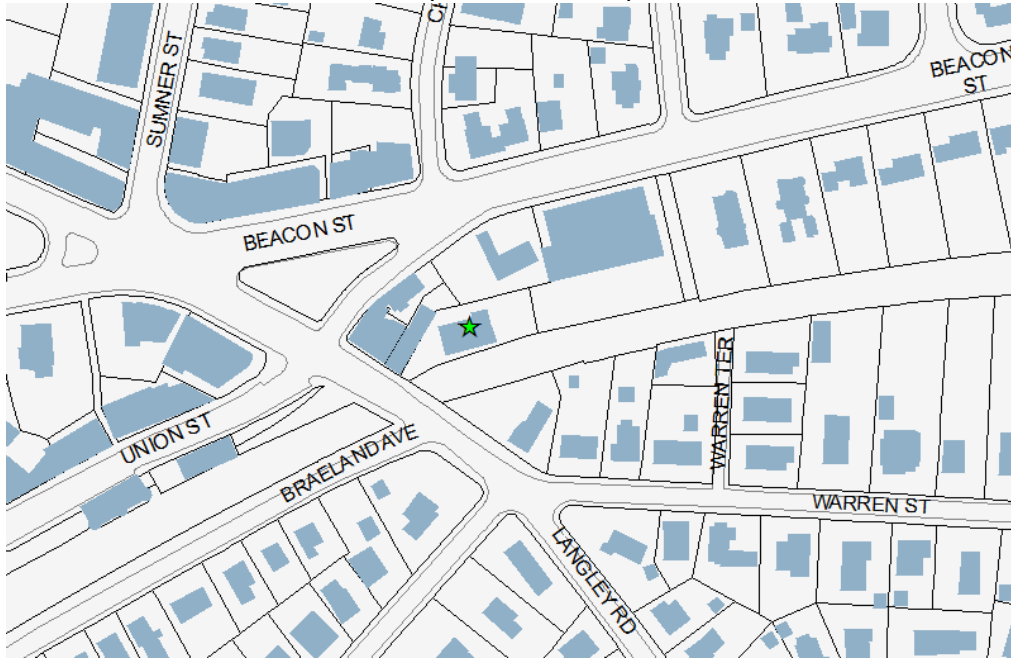 SUMNER ST
BEACON
ST
BEACON ST
WARREN TER
UNION ST
BRAELAND AVE
WARREN ST
LANGLEY RD